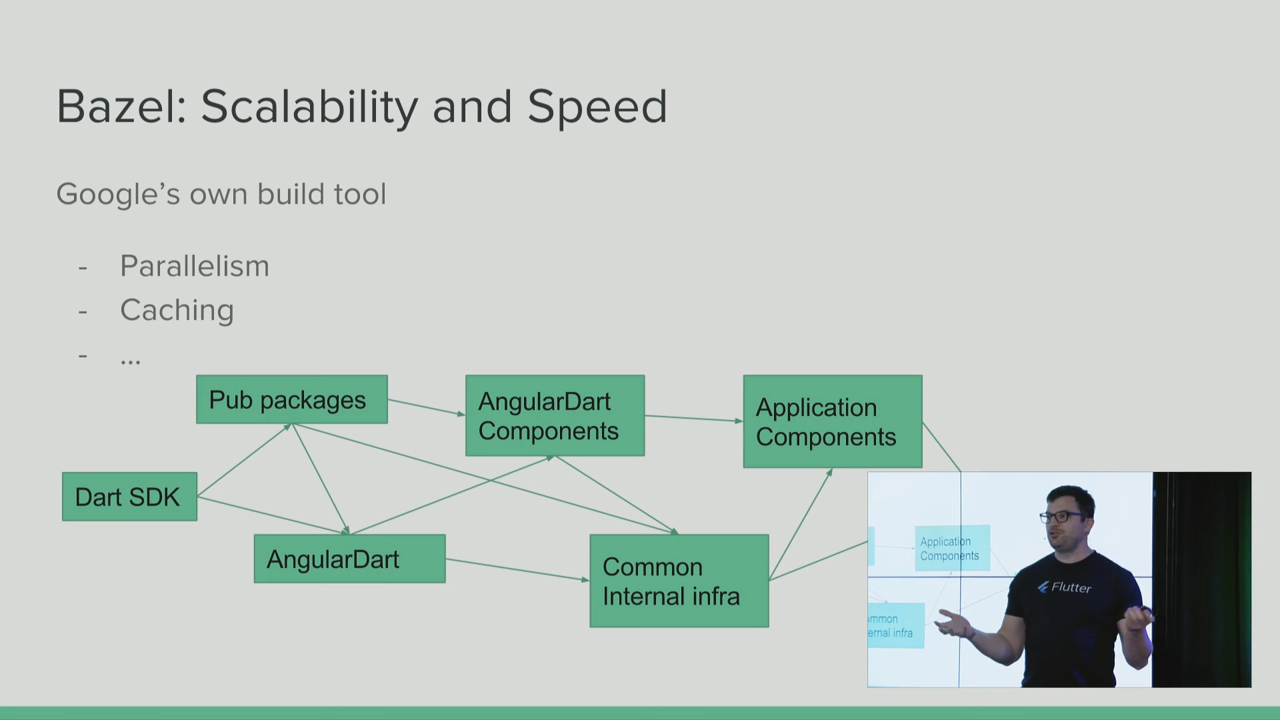 Bazel: Scalability and Speed
Google’s own build tool
- Parallelism
- Caching
- ...
Pub packages
AngularDart
Components
Application
Components
Dart SDK
AngularDart
Common
Internal infra
Application
Components
ommon
ernal infra
Flutter